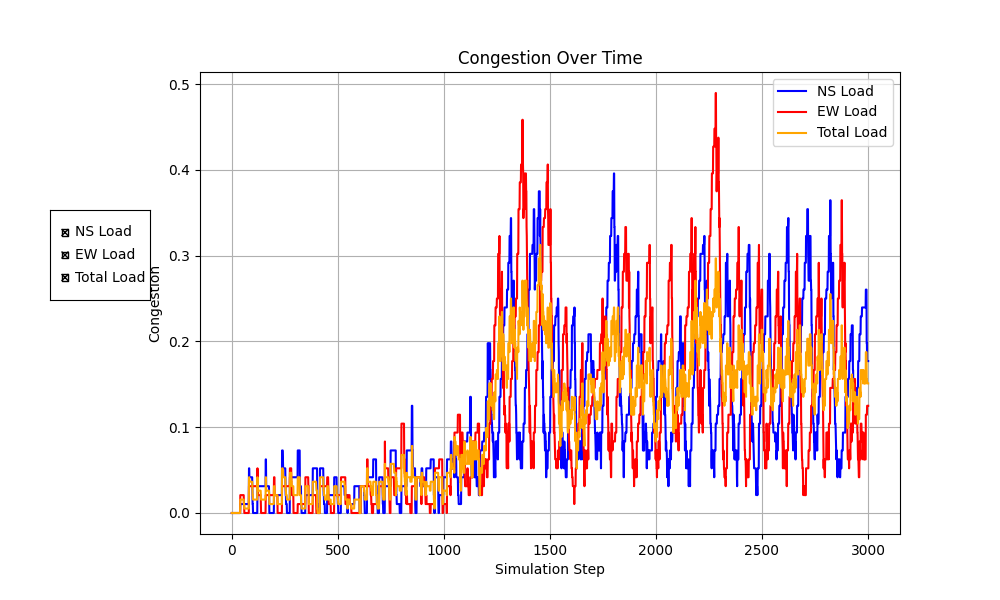 Congestion Over Time
0.5
0.4
0.3
0.2
0.1
0.0
Congestion
0
500
1000
1500
2000
2500
3000
Simulation Step
NS Load
EW Load
Total Load
NS Load
EW Load
Total Load